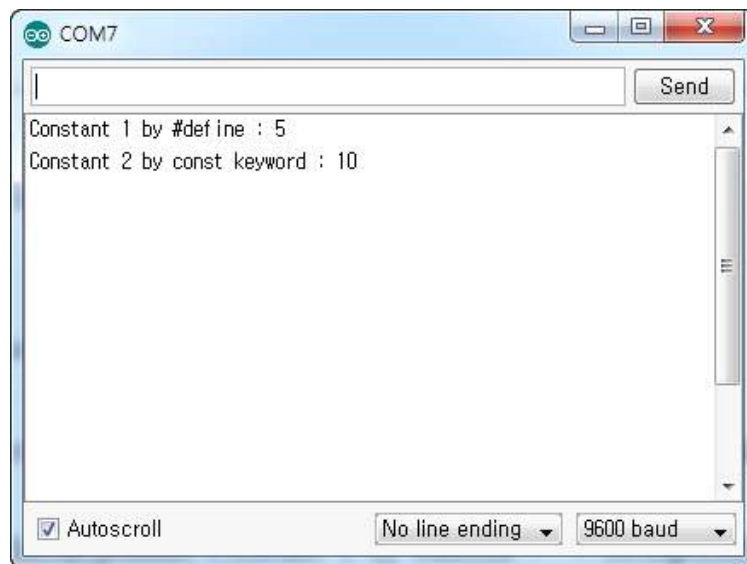 COM7
Send
Constant 1 by #define : 5
Constant 2 by const keyword : 10
Autoscroll
No line ending
9600 baud